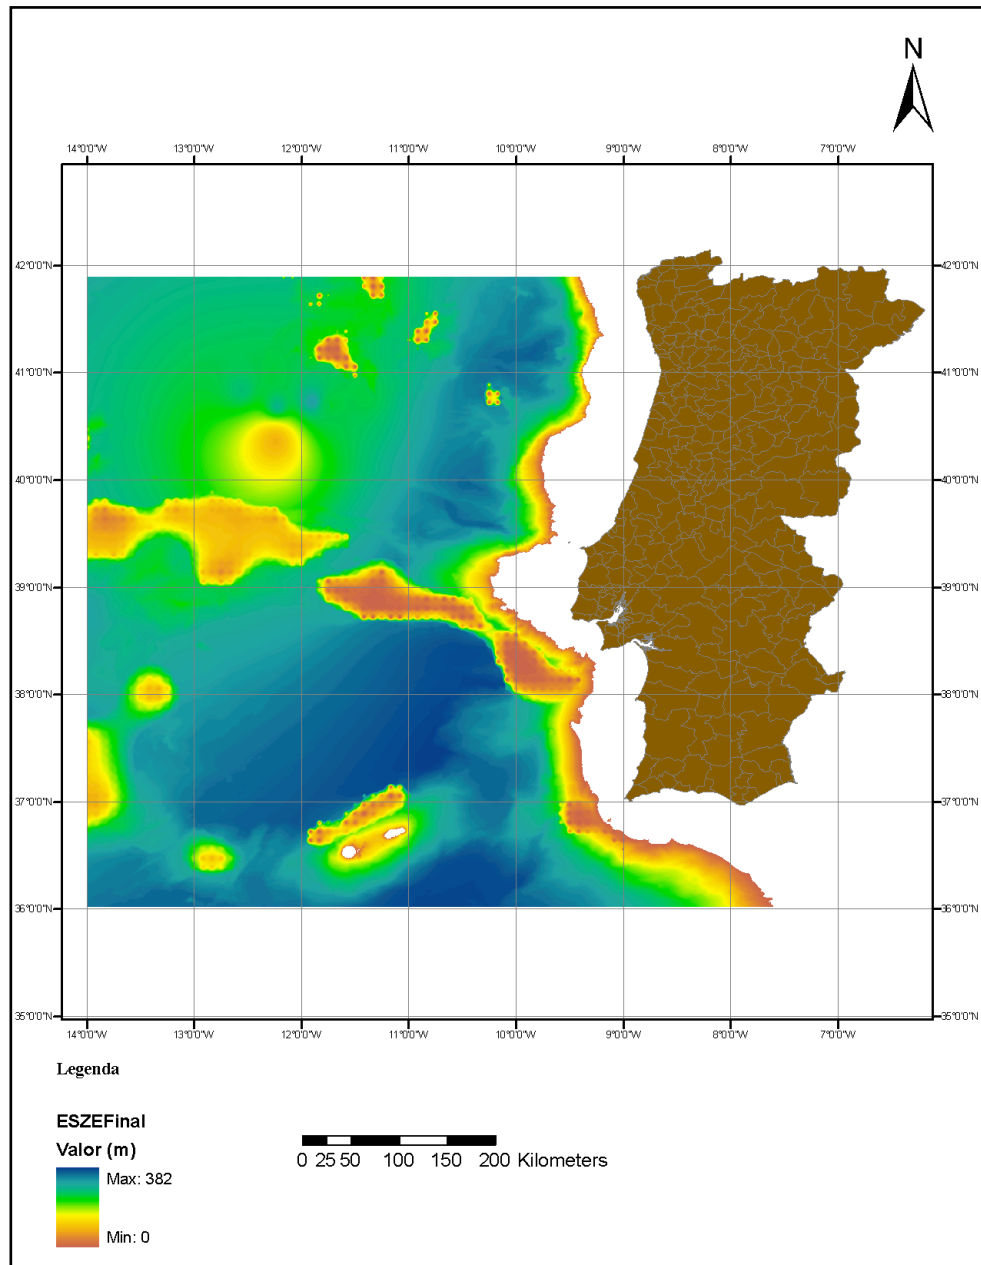 N
14°0'0"W 13°0'0"W 12°0'0"W 11°0'0"W 10°0'0"W 9°0'0"W 8°0'0"W 7°0'0"W
42°0'0"N 42°0'0"N
41°0'0"N 41°0'0"N
40°0'0"N 40°0'0"N
39°0'0"N 39°0'0"N
38°0'0"N 38°0'0"N
37°0'0"N 37°0'0"N
36°0'0"N 36°0'0"N
35°0'0"N 35°0'0"N
14°0'0"W 13°0'0"W 12°0'0"W 11°0'0"W 10°0'0"W 9°0'0"W 8°0'0"W 7°0'0"W
Legenda
ESZEFinal
Valor (m)
Max: 382
Min: 0
0 25 50 100 150 200 Kilometers